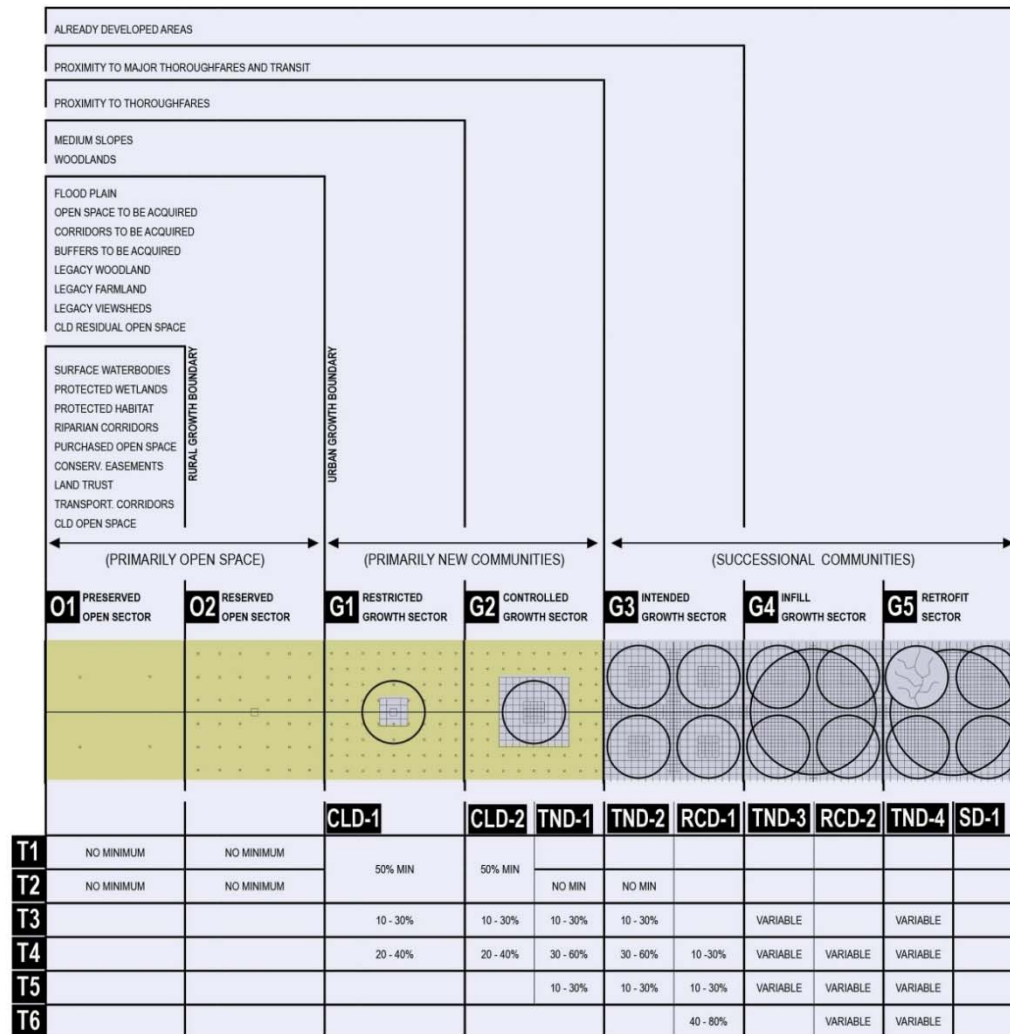 ALREADY DEVELOPED AREAS
PROXIMITY TO MAJOR THOROUGHFARES AND TRANSIT
PROXIMITY TO THOROUGHFARES
MEDIUM SLOPES
WOODLANDS
FLOOD PLAIN
OPEN SPACE TO BE ACQUIRED
CORRIDORS TO BE ACQUIRED
BUFFERS TO BE ACQUIRED
LEGACY WOODLAND
LEGACY FARMLAND
LEGACY VIEWSHEDS
CLD RESIDUAL OPEN SPACE
SURFACE WATERBODIES
PROTECTED WETLANDS
PROTECTED HABITAT
RIPARIAN CORRIDORS
PURCHASED OPEN SPACE
CONSERV. EASEMENTS
LAND TRUST
TRANSPORT. CORRIDORS
CLD OPEN SPACE
RURAL GROWTH BOUNDARY
URBAN GROWTH BOUNDARY
(PRIMARILY OPEN SPACE) (PRIMARILY NEW COMMUNITIES) (SUCCESSIONAL COMMUNITIES)
O1 PRESERVED OPEN SECTOR
O2 RESERVED OPEN SECTOR
G1 RESTRICTED GROWTH SECTOR
G2 CONTROLLED GROWTH SECTOR
G3 INTENDED GROWTH SECTOR
G4 INFILL GROWTH SECTOR
G5 RETROFIT SECTOR
CLD-1 CLD-2 TND-1 TND-2 RCD-1 TND-3 RCD-2 TND-4 SD-1
T1 NO MINIMUM NO MINIMUM
50% MIN 50% MIN
T2 NO MINIMUM NO MINIMUM NO MIN NO MIN
T3 10 - 30% 10 - 30% 10 - 30% 10 - 30% VARIABLE VARIABLE
T4 20 - 40% 20 - 40% 30 - 60% 30 - 60% 10 -30% VARIABLE VARIABLE VARIABLE
T5 10 - 30% 10 - 30% 10 - 30% VARIABLE VARIABLE VARIABLE
T6 40 - 80% VARIABLE VARIABLE